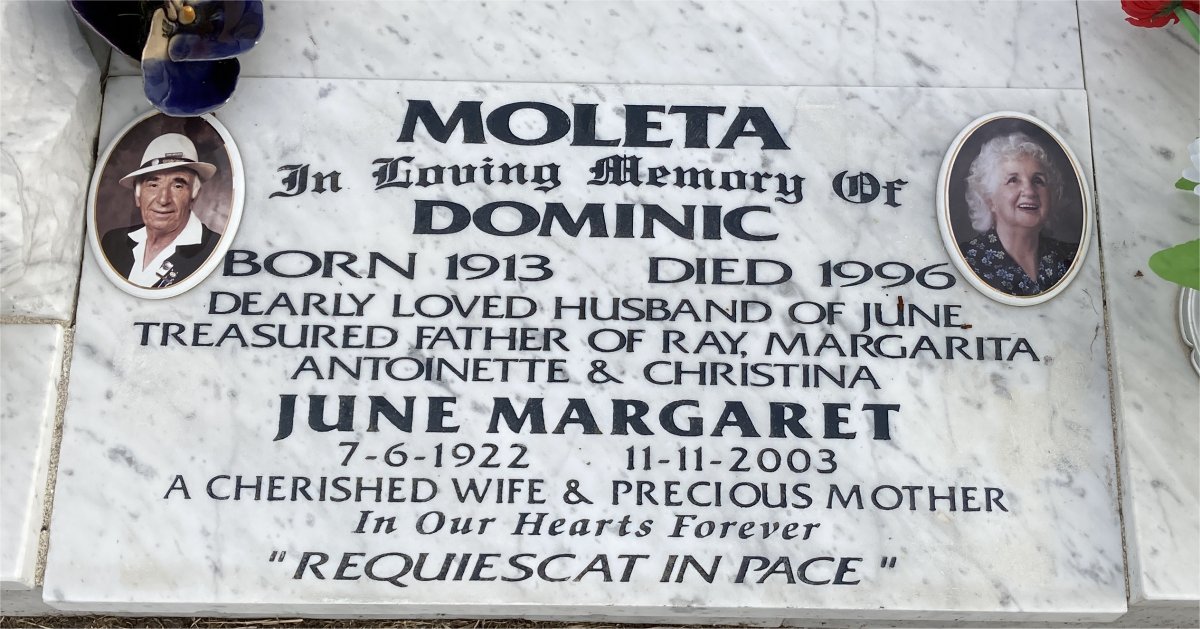 MOLETA
In Loving Memory Of
DOMINIC
BORN 1913 DIED 1996
DEARLY LOVED HUSBAND OF JUNE
TREASURED FATHER OF RAY, MARGARITA
ANTOINETTE & CHRISTINA
JUNE MARGARET
7-6-1922 11-11-2003
A CHERISHED WIFE & PRECIOUS MOTHER
In Our Hearts Forever
"REQUIESCAT IN PACE"